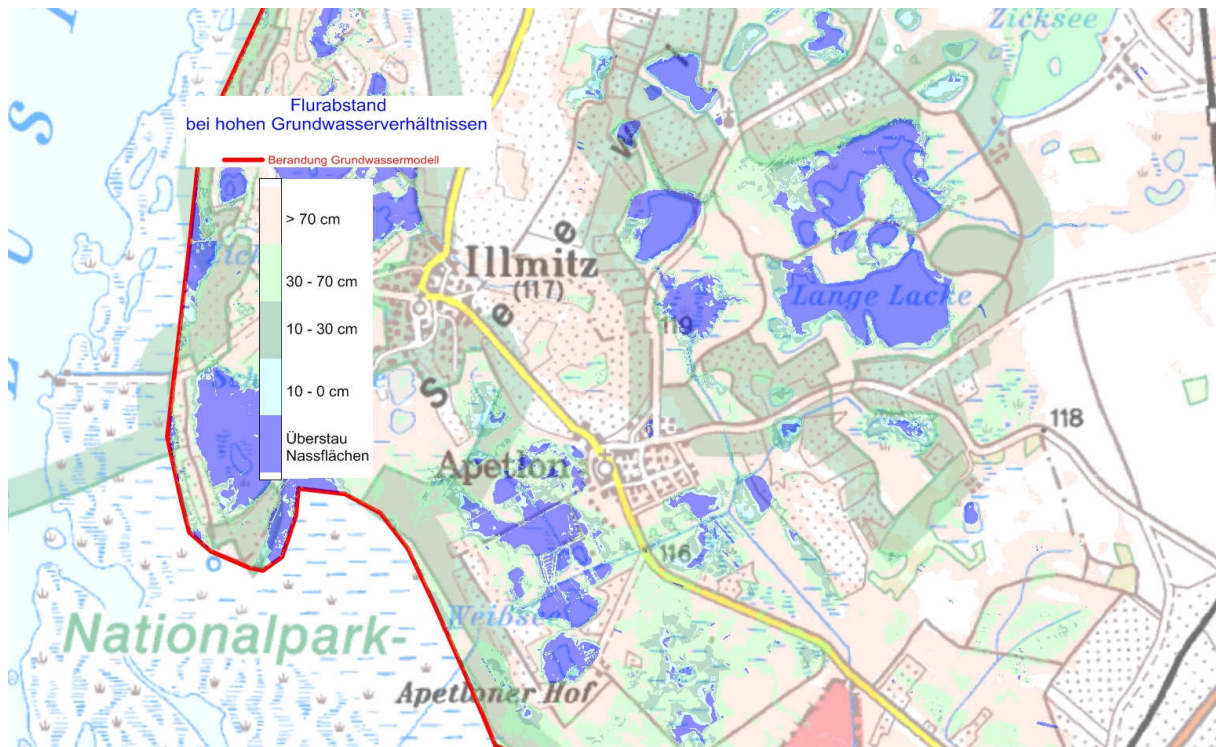 Zicksee
Flurabstand
bei hohen Grundwasserverhältnissen
Berandung Grundwassermodell
> 70 cm
30 - 70 cm
10 - 30 cm
10 - 0 cm
Überstau
Nassflächen
Illmitz
(117)
Lange Lacke
119
118
Apetlon
116
Nationalpark-
Apetloner Hof